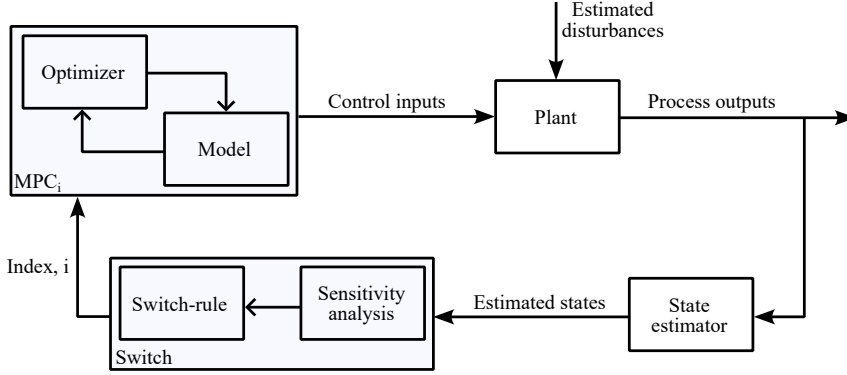 Estimated
disturbances
Optimizer
Model
MPCi
Control inputs
Plant
Process outputs
Index, i
Switch-rule
Sensitivity
analysis
Switch
Estimated states
State
estimator